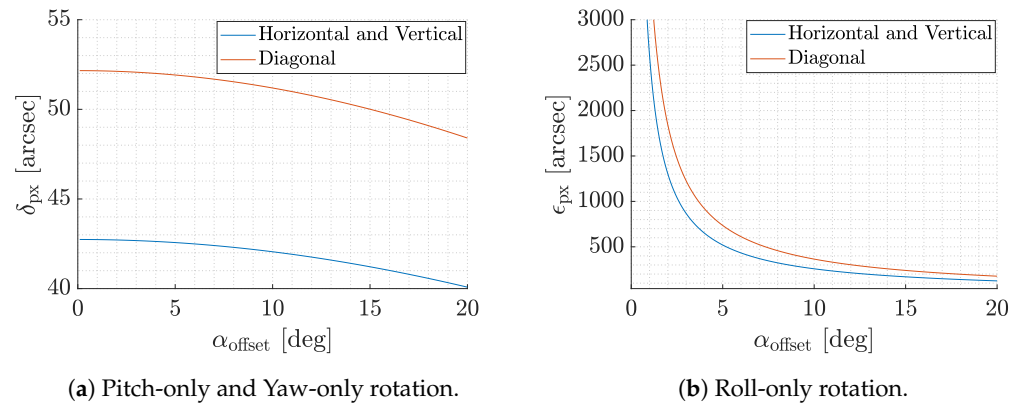 55
50
45
40
0
5
10
15
20
δpx [arcsec]
αoffset [deg]
Horizontal and Vertical
Diagonal
(a) Pitch-only and Yaw-only rotation.
3000
2500
2000
1500
1000
500
0
5
10
15
20
ϵpx [arcsec]
αoffset [deg]
Horizontal and Vertical
Diagonal
(b) Roll-only rotation.